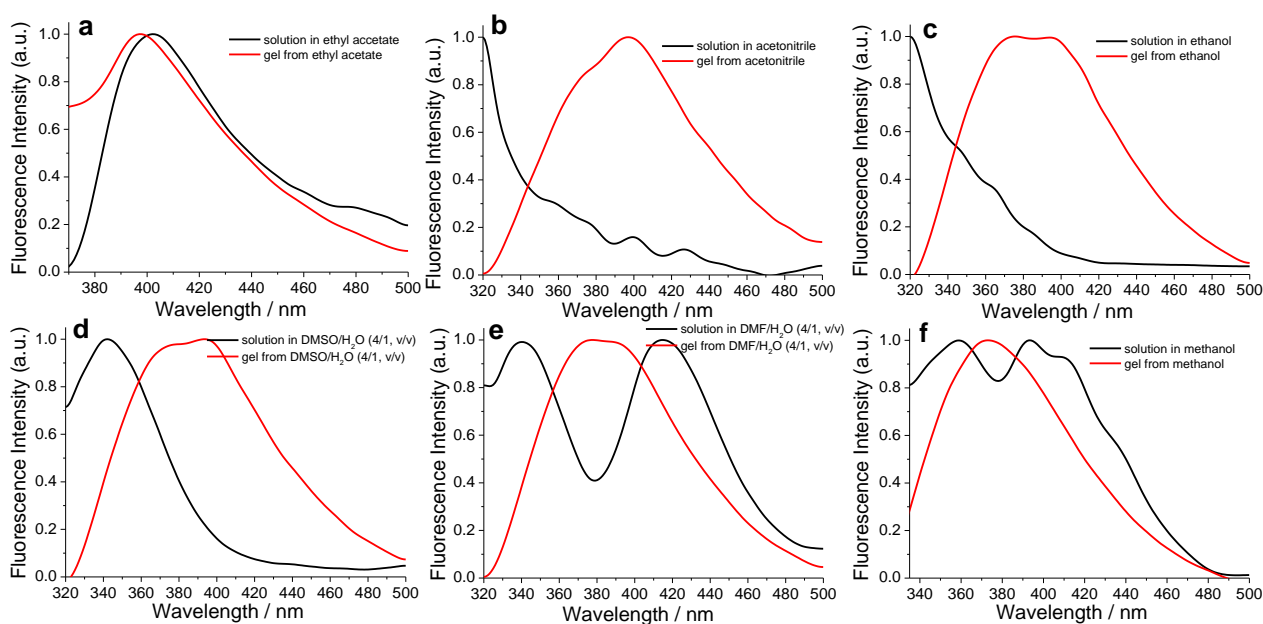 a
solution in ethyl accetate
gel from ethyl acetate
Fluorescence Intensity (a.u.)
1.0
0.8
0.6
0.4
0.2
0.0
380 400 420 440 460 480 500
Wavelength / nm
b
solution in acetonitrile
gel from acetonitrile
Fluorescence Intensity (a.u.)
1.0
0.8
0.6
0.4
0.2
0.0
320 340 360 380 400 420 440 460 480 500
Wavelength / nm
c
solution in ethanol
gel from ethanol
Fluorescence Intensity (a.u.)
1.0
0.8
0.6
0.4
0.2
0.0
320 340 360 380 400 420 440 460 480 500
Wavelength / nm
d
solution in DMSO/H₂O (4/1, v/v)
gel from DMSO/H₂O (4/1, v/v)
Fluorescence Intensity (a.u.)
1.0
0.8
0.6
0.4
0.2
0.0
320 340 360 380 400 420 440 460 480 500
Wavelength / nm
e
solution in DMF/H₂O (4/1, v/v)
gel from DMF/H₂O (4/1, v/v)
Fluorescence Intensity (a.u.)
1.0
0.8
0.6
0.4
0.2
0.0
320 340 360 380 400 420 440 460 480 500
Wavelength / nm
f
solution in methanol
gel from methanol
Fluorescence Intensity (a.u.)
1.0
0.8
0.6
0.4
0.2
0.0
340 360 380 400 420 440 460 480 500
Wavelength / nm